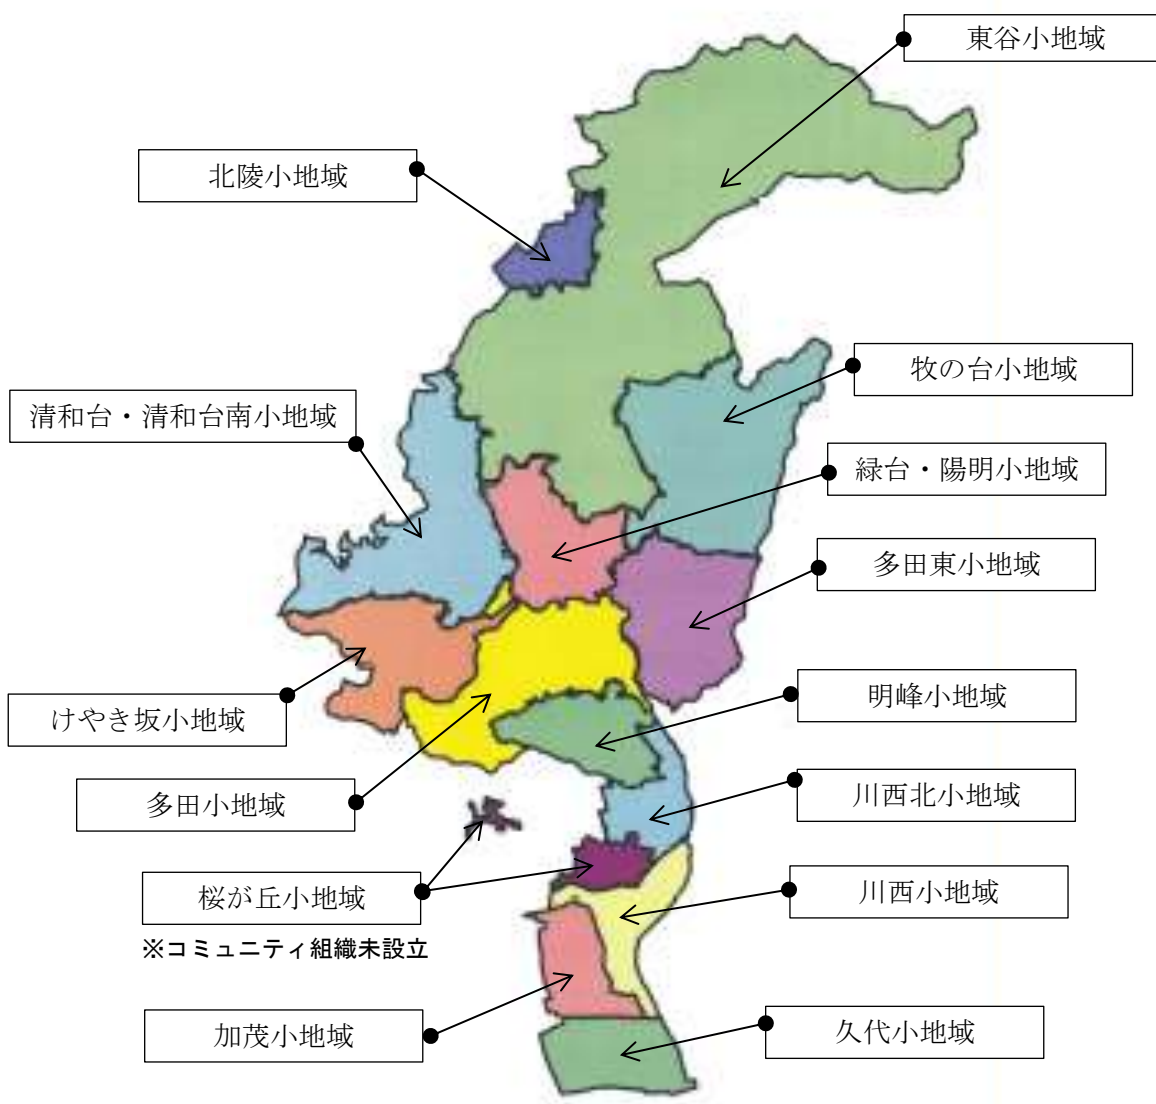 東谷小地域
北陵小地域
牧の台小地域
清和台・清和台南小地域
緑台・陽明小地域
多田東小地域
明峰小地域
けやき坂小地域
多田小地域
川西北小地域
桜が丘小地域
※コミュニティ組織未設立
川西小地域
加茂小地域
久代小地域